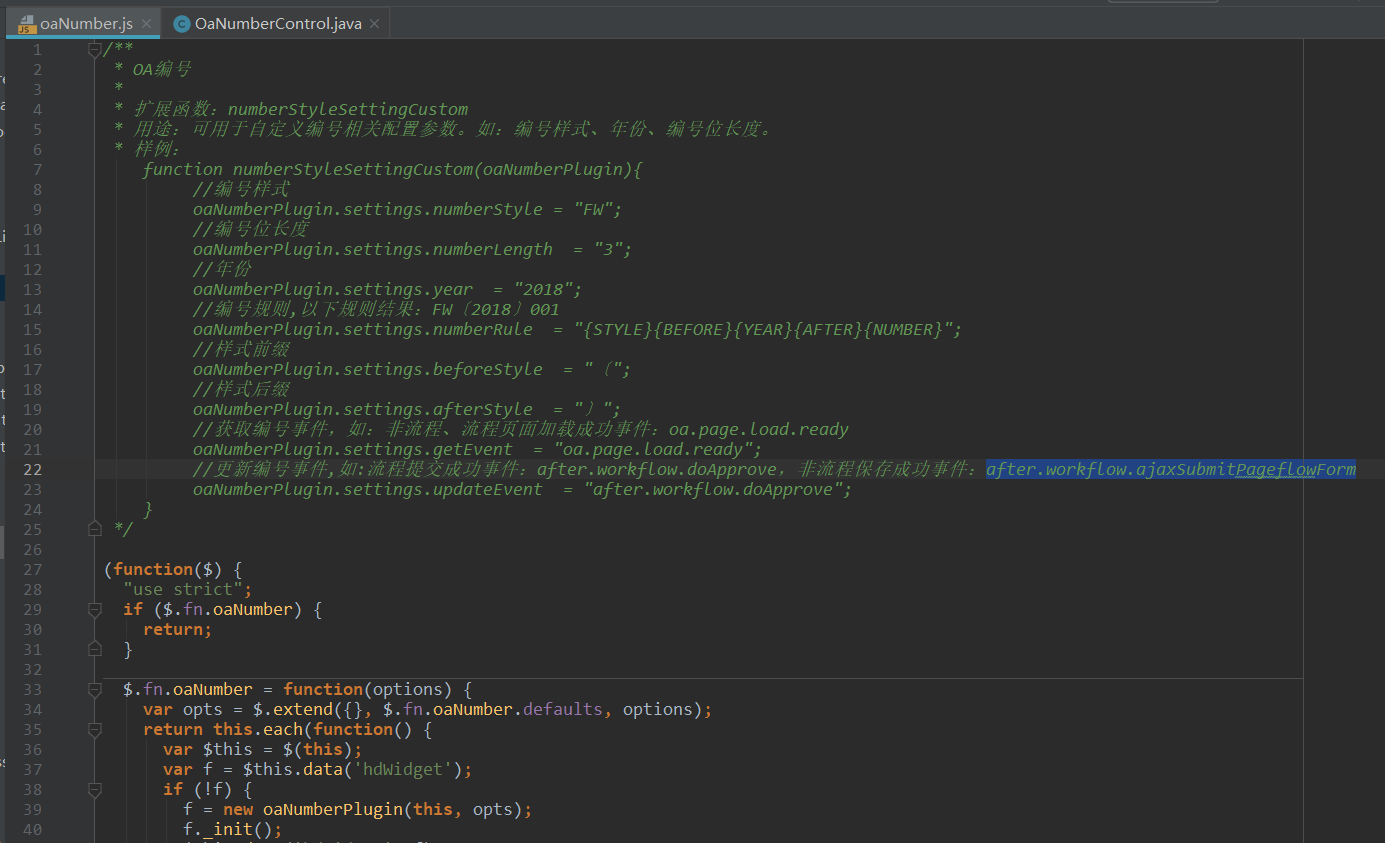 oaNumber.js
OaNumberControl.java
1 /**
2 * OA编号
3 *
4 * 扩展函数：numberStyleSettingCustom
5 * 用途：可用于自定义编号相关配置参数。如：编号样式、年份、编号位长度。
6 * 样例：
7 function numberStyleSettingCustom(oaNumberPlugin){
8 //编号样式
9 oaNumberPlugin.settings.numberStyle = "FW";
10 //编号位长度
11 oaNumberPlugin.settings.numberLength  = "3";
12 //年份
13 oaNumberPlugin.settings.year  = "2018";
14 //编号规则,以下规则结果：FW〔2018〕001
15 oaNumberPlugin.settings.numberRule  = "{STYLE}{BEFORE}{YEAR}{AFTER}{NUMBER}";
16 //样式前缀
17 oaNumberPlugin.settings.beforeStyle  = "〔";
18 //样式后缀
19 oaNumberPlugin.settings.afterStyle  = "〕";
20 //获取编号事件，如：非流程、流程页面加载成功事件：oa.page.load.ready
21 oaNumberPlugin.settings.getEvent  = "oa.page.load.ready";
22 //更新编号事件,如:流程提交成功事件：after.workflow.doApprove，非流程保存成功事件：after.workflow.ajaxSubmitPageflowForm
23 oaNumberPlugin.settings.updateEvent  = "after.workflow.doApprove";
24 }
25 */
26
27 (function($) {
28 "use strict";
29 if ($.fn.oaNumber) {
30 return;
31 }
32
33 $.fn.oaNumber = function(options) {
34 var opts = $.extend({}, $.fn.oaNumber.defaults, options);
35 return this.each(function() {
36 var $this = $(this);
37 var f = $this.data('hdWidget');
38 if (!f) {
39 f = new oaNumberPlugin(this, opts);
40 f._init();